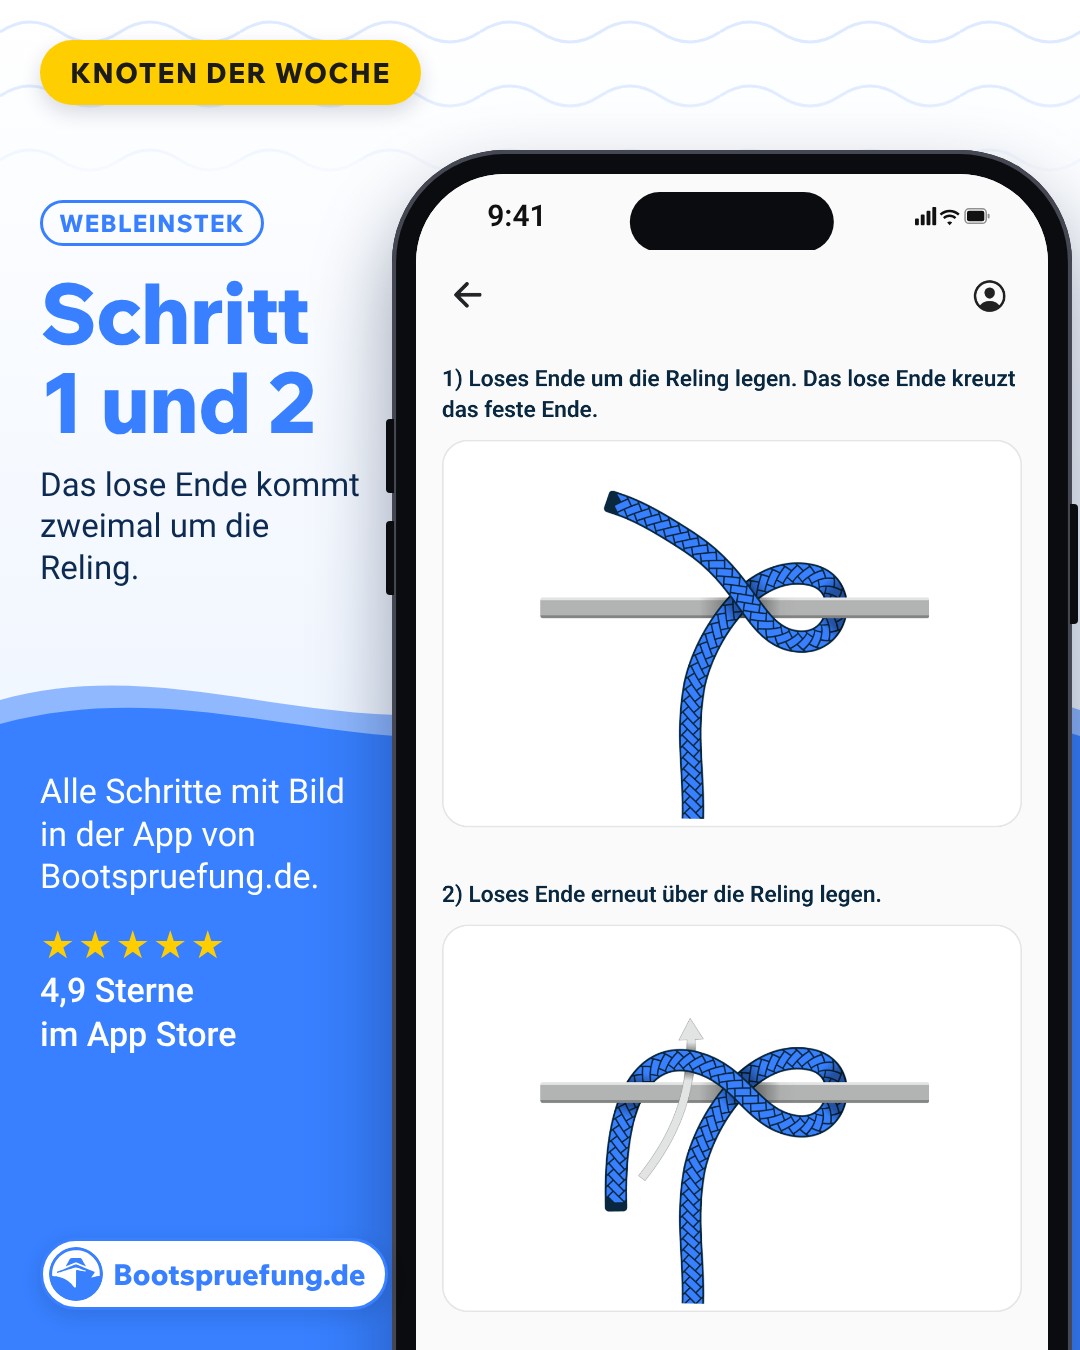 KNOTEN DER WOCHE
WEBLEINSTEK
Schritt
1 und 2
Das lose Ende kommt
zweimal um die
Reling.
Alle Schritte mit Bild
in der App von
Bootspruefung.de.
★★★★★
4,9 Sterne
im App Store
Bootspruefung.de
9:41
1) Loses Ende um die Reling legen. Das lose Ende kreuzt
das feste Ende.
2) Loses Ende erneut über die Reling legen.